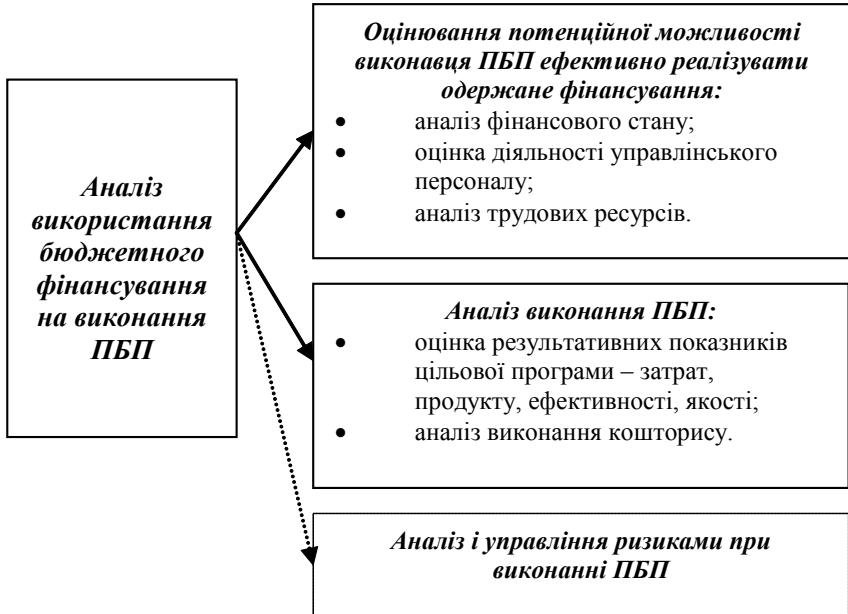 Аналіз
використання
бюджетного
фінансування
на виконання
ПБП
Оцінювання потенційної можливості
виконавця ПБП ефективно реалізувати
одержане фінансування:
• аналіз фінансового стану;
• оцінка діяльності управлінського
персоналу;
• аналіз трудових ресурсів.
Аналіз виконання ПБП:
• оцінка результативних показників
цільової програми – затрат,
продукту, ефективності, якості;
• аналіз виконання кошторису.
Аналіз і управління ризиками при
виконанні ПБП